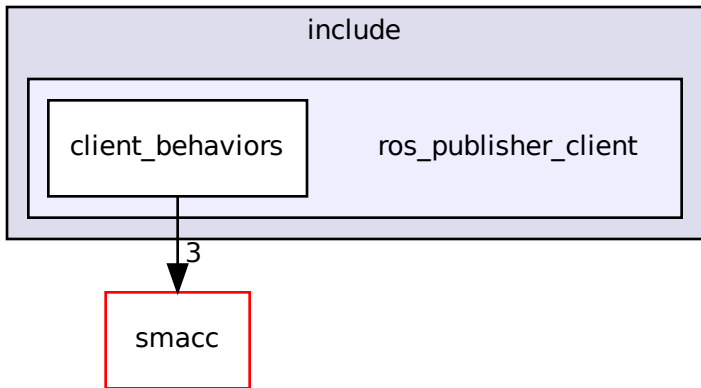 include
client_behaviors
ros_publisher_client
3
smacc